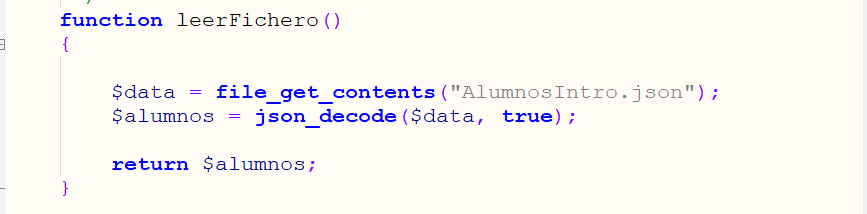 function leerFichero()
{
$data = file_get_contents("AlumnosIntro.json");
$alumnos = json_decode($data, true);
return $alumnos;
}